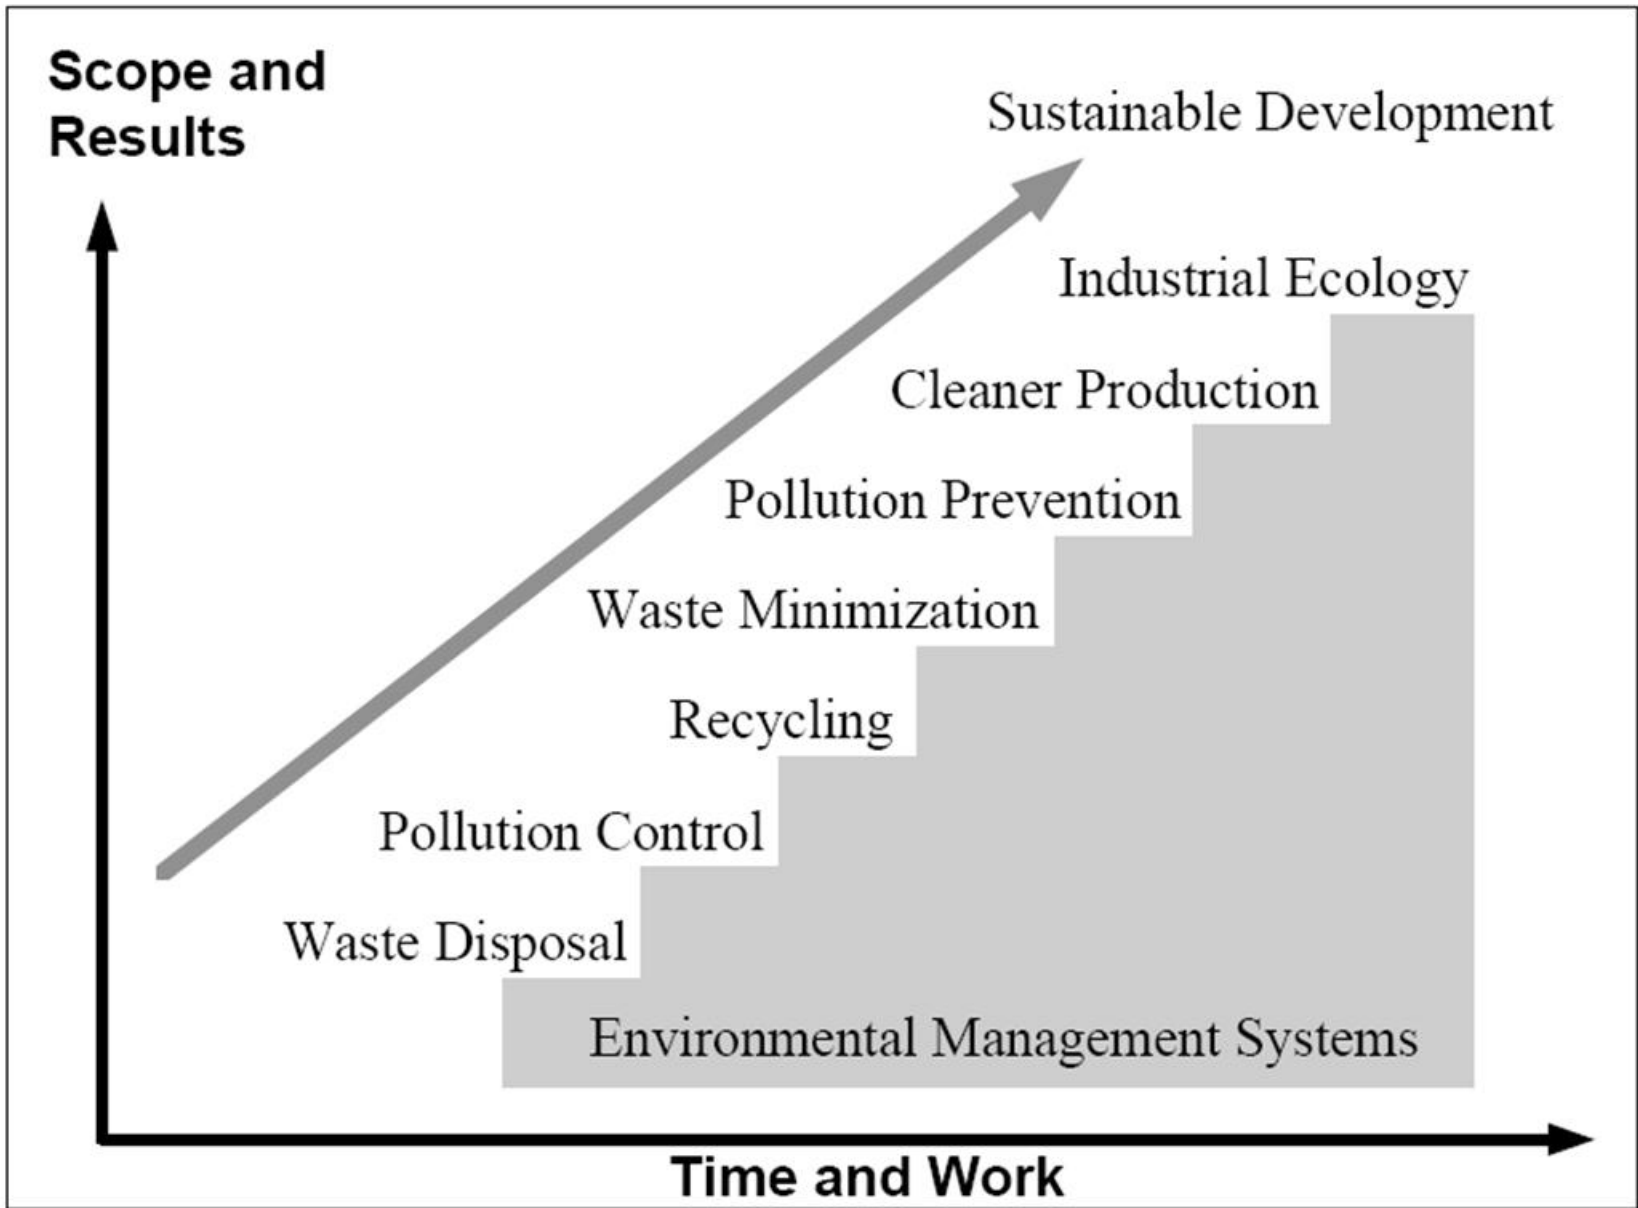 Scope and
Results
Sustainable Development
Industrial Ecology
Cleaner Production
Pollution Prevention
Waste Minimization
Recycling
Pollution Control
Waste Disposal
Environmental Management Systems
Time and Work